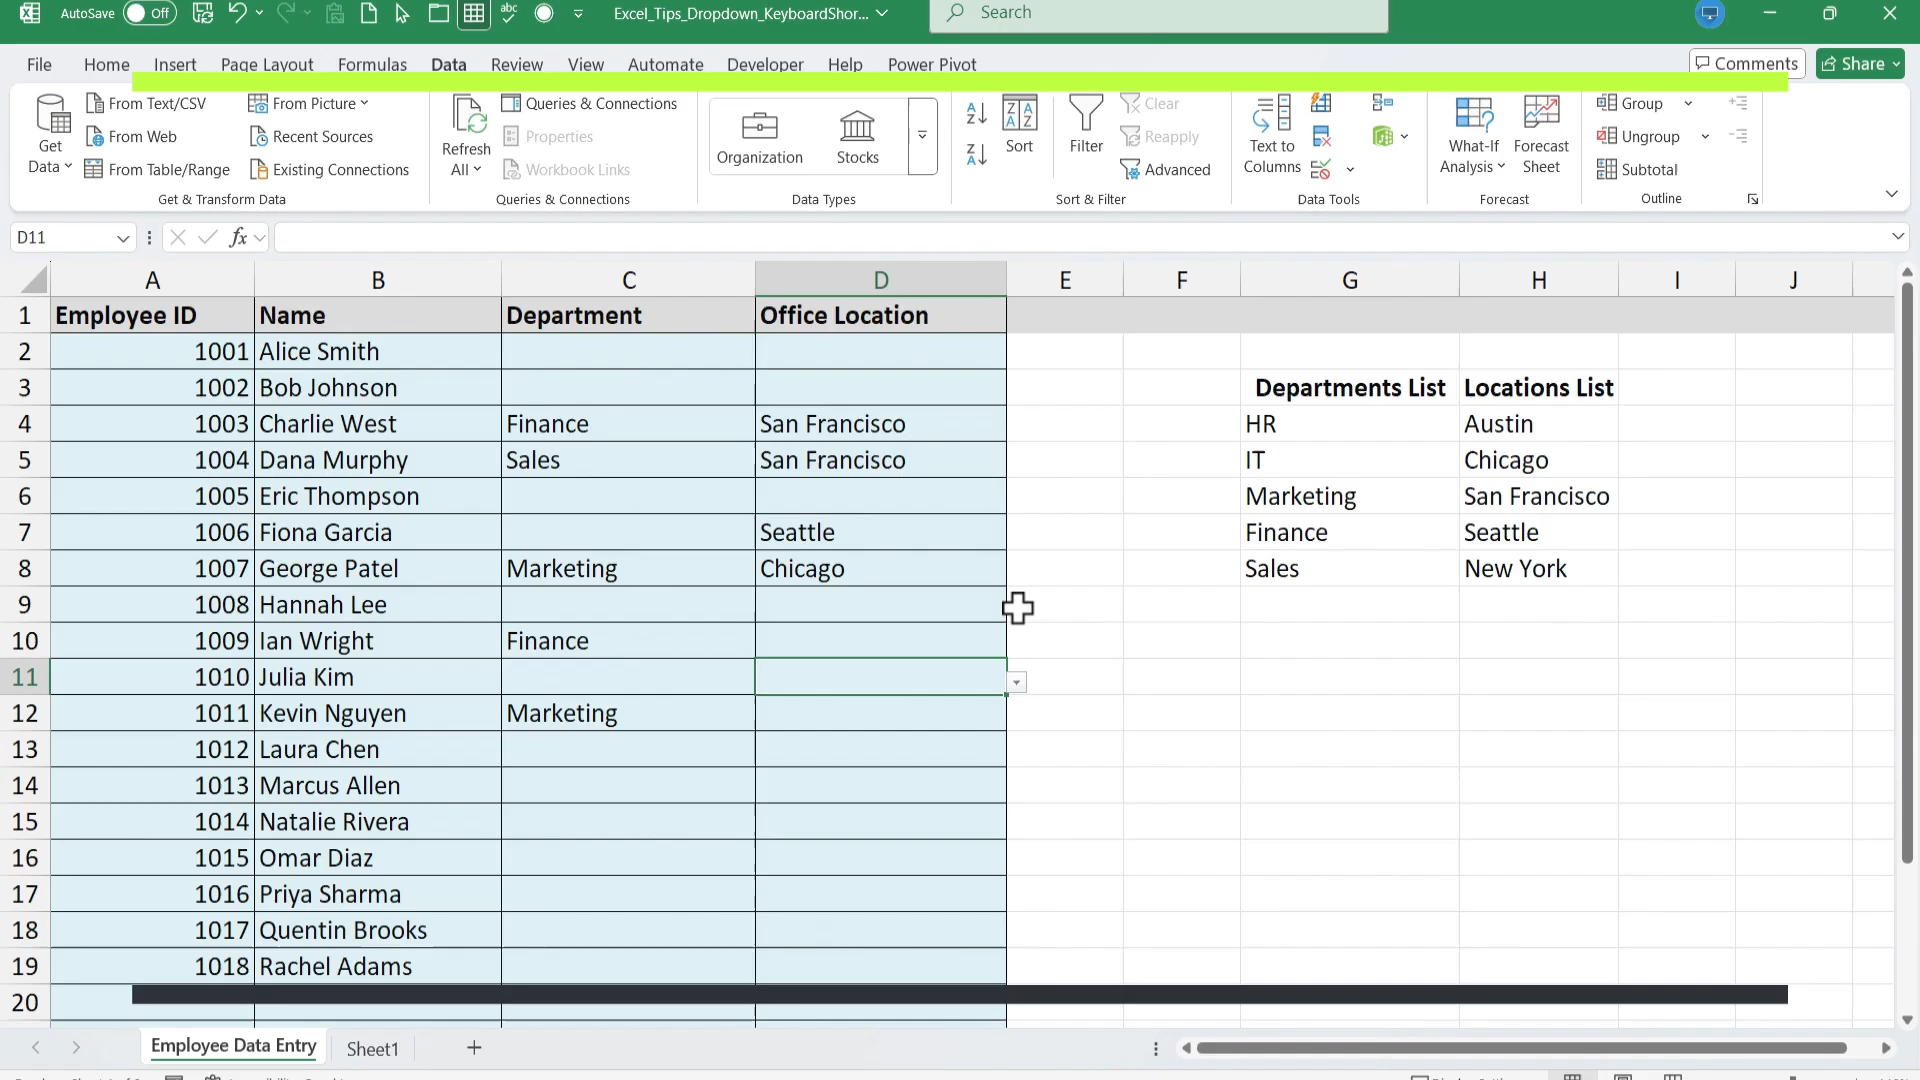 AutoSave Off
abc
Excel_Tips_Dropdown_KeyboardShor...
Search
File Home Insert Page Layout Formulas Data Review View Automate Developer Help Power Pivot
Comments Share
Get Data
From Text/CSV
From Web
From Table/Range
From Picture
Recent Sources
Existing Connections
Get & Transform Data
Refresh All
Queries & Connections
Properties
Workbook Links
Queries & Connections
Organization
Stocks
Data Types
Sort
Filter
Clear
Reapply
Advanced
Sort & Filter
Text to Columns
Data Tools
What-If Analysis
Forecast Sheet
Forecast
Group
Ungroup
Subtotal
Outline
D11
fx
A B C D E F G H I J
1 Employee ID Name Department Office Location
2 1001 Alice Smith
3 1002 Bob Johnson Departments List Locations List
4 1003 Charlie West Finance San Francisco HR Austin
5 1004 Dana Murphy Sales San Francisco IT Chicago
6 1005 Eric Thompson Marketing San Francisco
7 1006 Fiona Garcia Seattle Finance Seattle
8 1007 George Patel Marketing Chicago Sales New York
9 1008 Hannah Lee
10 1009 Ian Wright Finance
11 1010 Julia Kim
12 1011 Kevin Nguyen Marketing
13 1012 Laura Chen
14 1013 Marcus Allen
15 1014 Natalie Rivera
16 1015 Omar Diaz
17 1016 Priya Sharma
18 1017 Quentin Brooks
19 1018 Rachel Adams
20
Employee Data Entry Sheet1